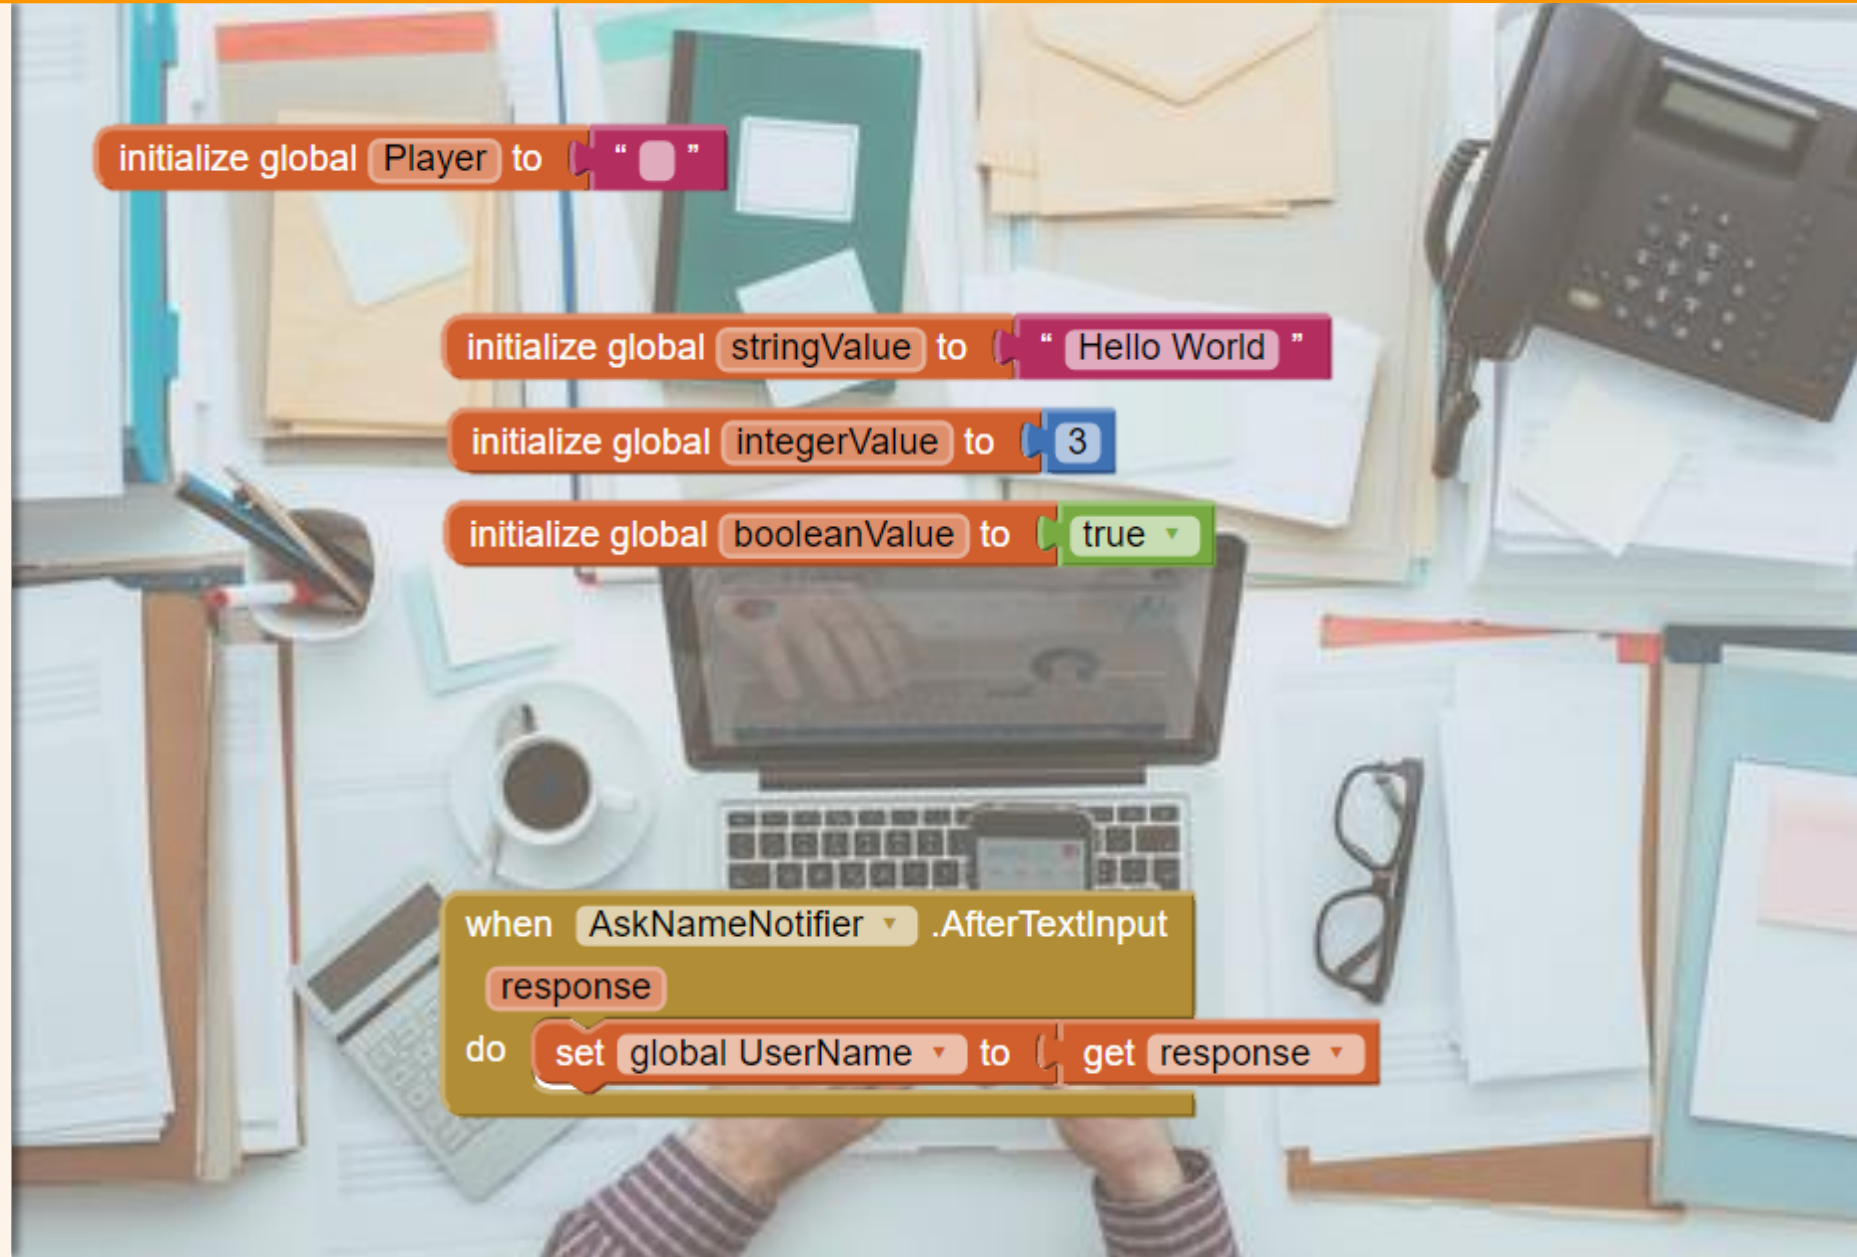 initialize global Player to “ ”
initialize global stringValue to “ Hello World ”
initialize global integerValue to 3
initialize global booleanValue to true
when AskNameNotifier .AfterTextInput
response
do set global UserName to get response